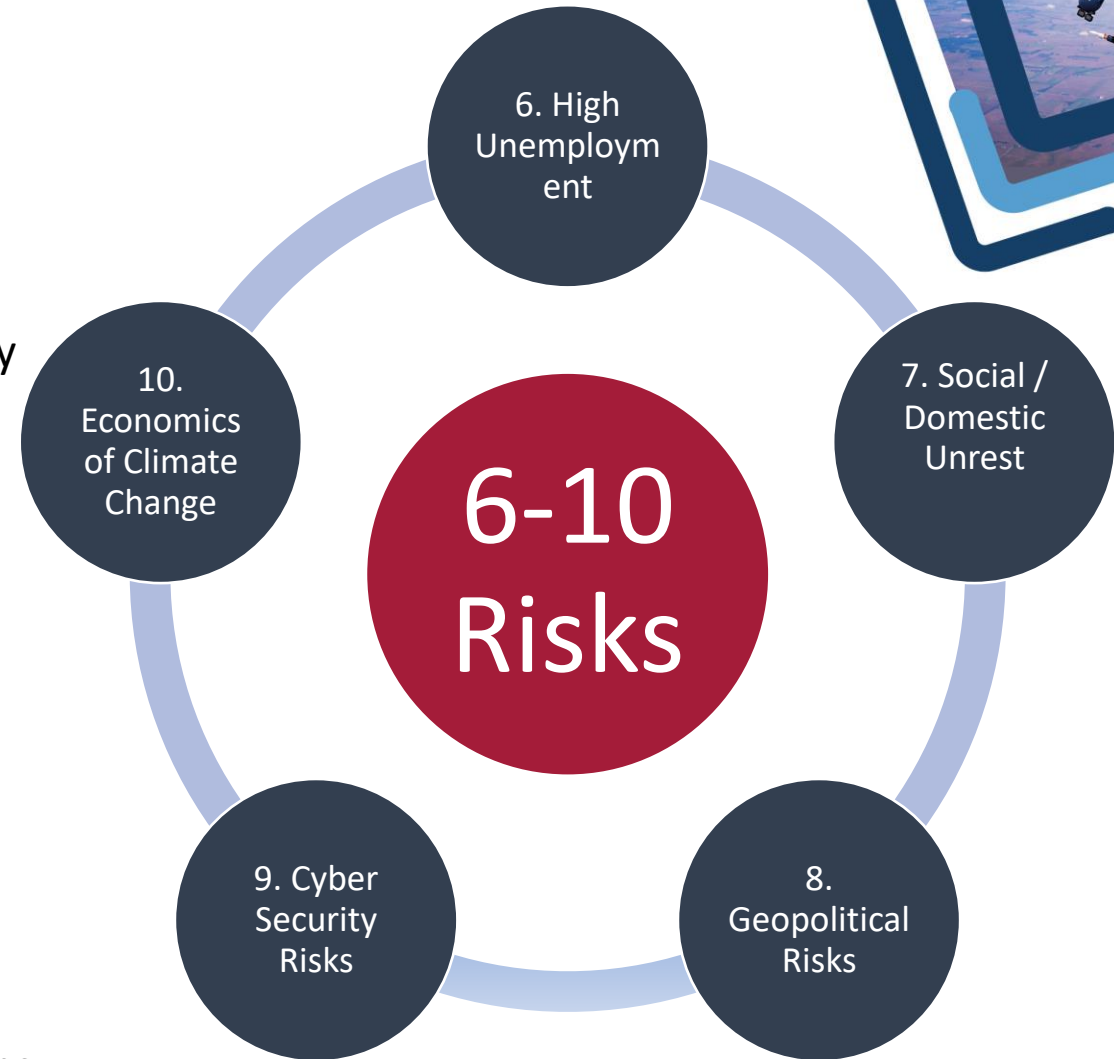 6. High
Unemploym
ent
7. Social /
Domestic
Unrest
8.
Geopolitical
Risks
9. Cyber
Security
Risks
10.
Economics
of Climate
Change
6-10
Risks
y